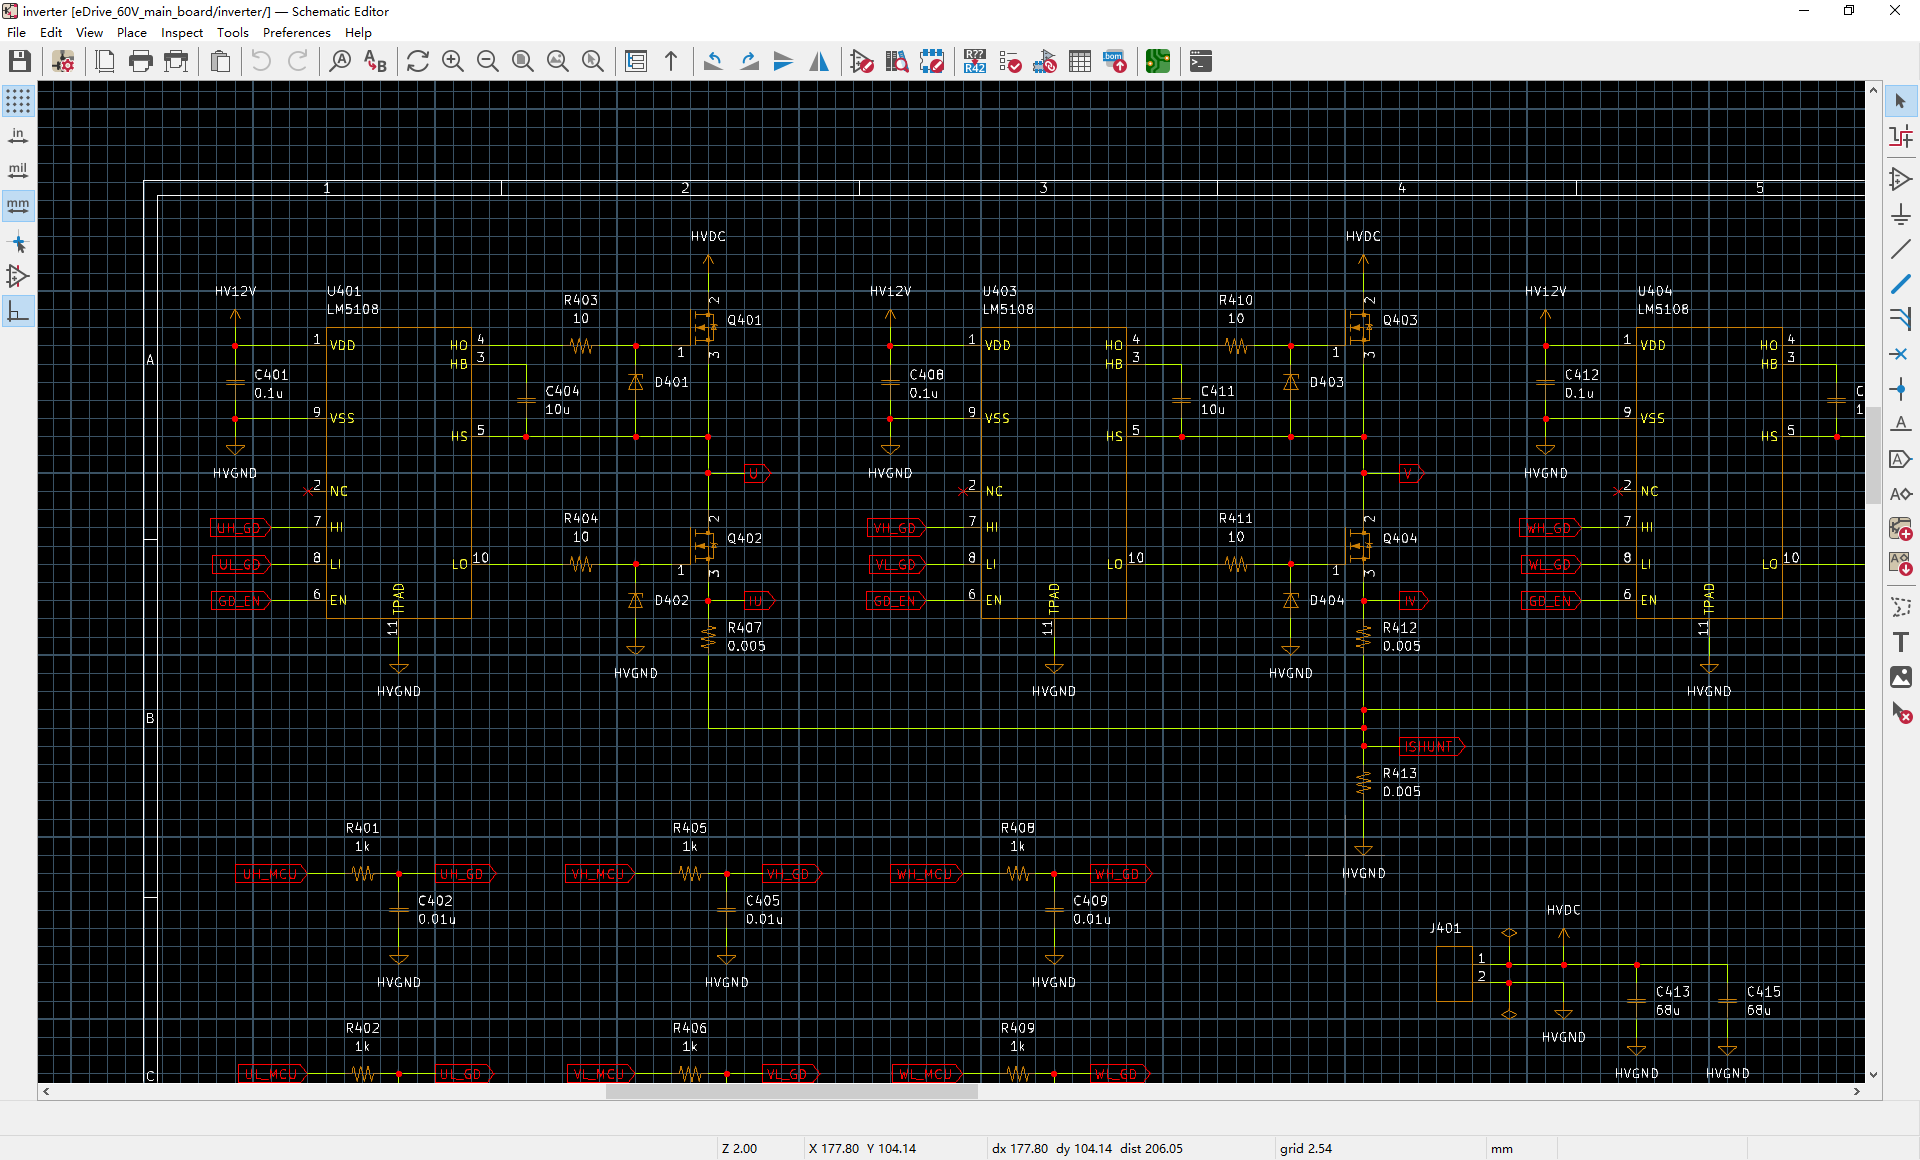 inverter [eDrive_60V_main_board/inverter/] — Schematic Editor
File Edit View Place Inspect Tools Preferences Help
A B
R?? R42
bom
in
mil
mm
1 2 3 4 5
HVDC HVDC
HV12V U401 LM5108 R403 10 HV12V U403 LM5108 R410 10 HV12V U404 LM5108
2 Q401 2 Q403
A 1 VDD HO 4 1 3 1 VDD HO 4 1 3 1 VDD HO 4
HB 3 HB 3 HB 3
C401 0.1u C404 10u D401 C408 0.1u C411 10u D403 C412 0.1u C 1
9 VSS 9 VSS 9 VSS
HS 5 HS 5 HS 5
HVGND U HVGND V HVGND
2 NC 2 NC 2 NC
UH_GD 7 HI R404 10 2 Q402 VH_GD 7 HI R411 10 2 Q404 WH_GD 7 HI
UL_GD 8 LI LO 10 1 3 VL_GD 8 LI LO 10 1 3 WL_GD 8 LI LO 10
GD_EN 6 EN D402 IU GD_EN 6 EN D404 IV GD_EN 6 EN
11 TPAD R407 0.005 11 TPAD R412 0.005 11 TPAD
HVGND HVGND HVGND HVGND HVGND
B
ISHUNT
R413
0.005
R401 1k R405 1k R408 1k
UH_MCU UH_GD VH_MCU VH_GD WH_MCU WH_GD HVGND
C402 0.01u C405 0.01u C409 0.01u
HVDC
J401
1
2
HVGND HVGND HVGND
C413 68u C415 68u
HVGND
R402 1k R406 1k R409 1k
C UL_MCU UL_GD VL_MCU VL_GD WL_MCU WL_GD HVGND HVGND
Z 2.00 X 177.80 Y 104.14 dx 177.80 dy 104.14 dist 206.05 grid 2.54 mm